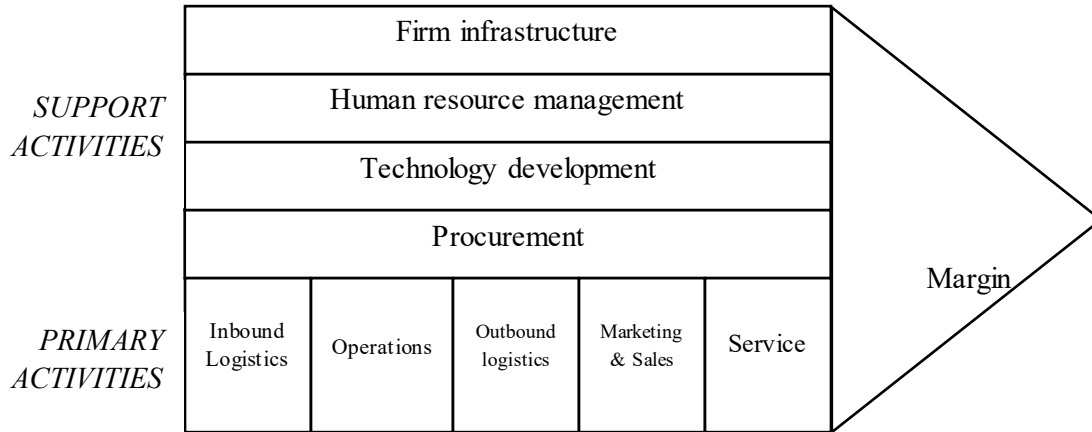 Firm infrastructure
SUPPORT
ACTIVITIES
Human resource management
Technology development
Procurement
Margin
PRIMARY
ACTIVITIES
Inbound
Logistics
Operations
Outbound
logistics
Marketing
& Sales
Service